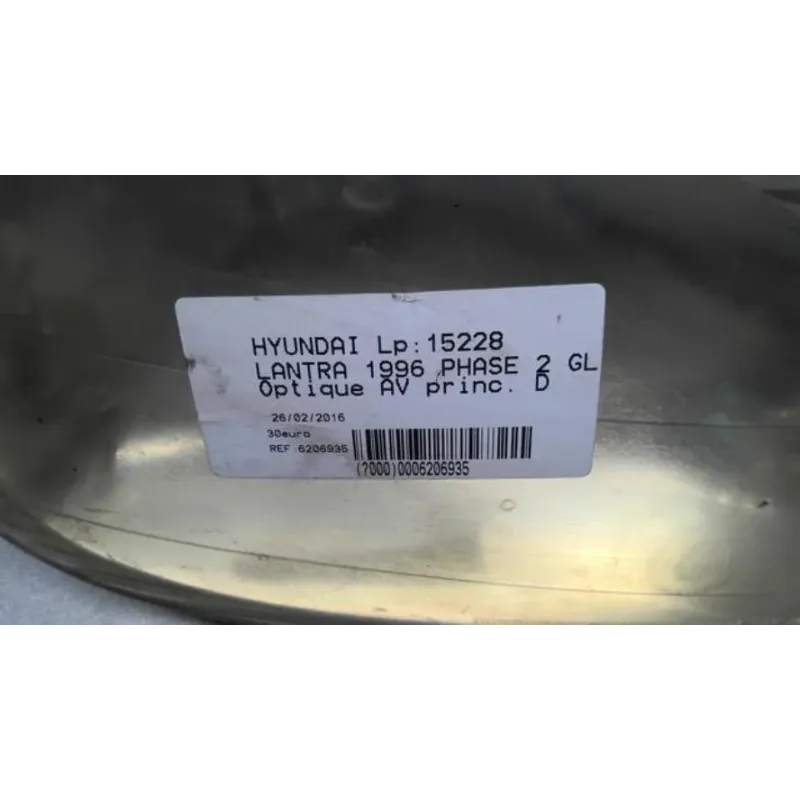 HYUNDAI Lp:15228
LANTRA 1996 PHASE 2 GL
Optique AV princ. D
26/02/2016
30euro
REF:6206935
(7000)0006206935